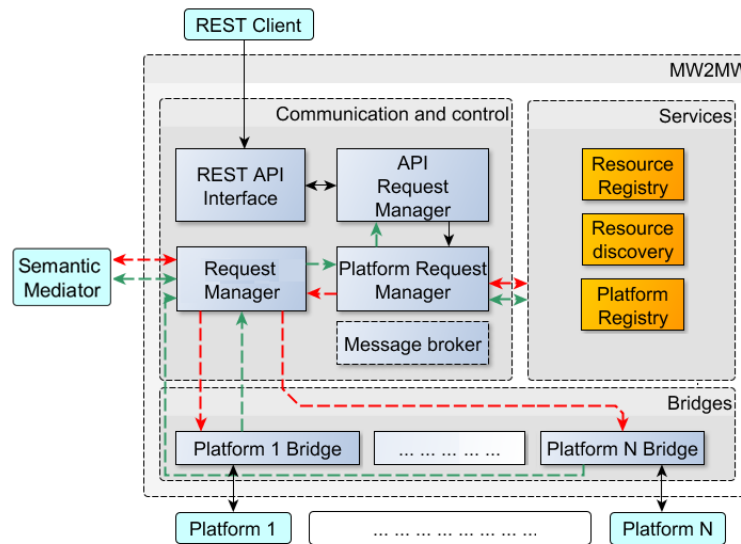 REST Client
MW2MW
Communication and control
Services
REST API
Interface
API
Request
Manager
Resource
Registry
Resource
discovery
Semantic
Mediator
Request
Manager
Platform Request
Manager
Platform
Registry
Message broker
Bridges
Platform 1 Bridge
... ... ... ... ...
Platform N Bridge
Platform 1
... ... ... ... ... ... ... ...
Platform N